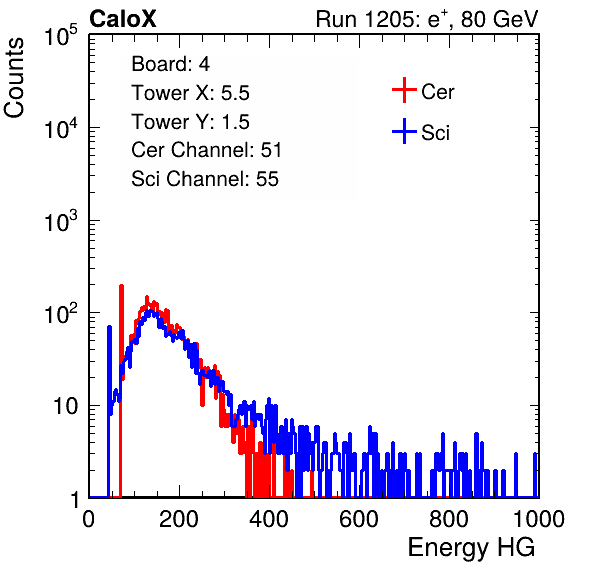 CaloX Run 1205: e⁺, 80 GeV
Counts
Board: 4
Tower X: 5.5
Tower Y: 1.5
Cer Channel: 51
Sci Channel: 55
Cer
Sci
10⁵
10⁴
10³
10²
10
1
0 200 400 600 800 1000
Energy HG